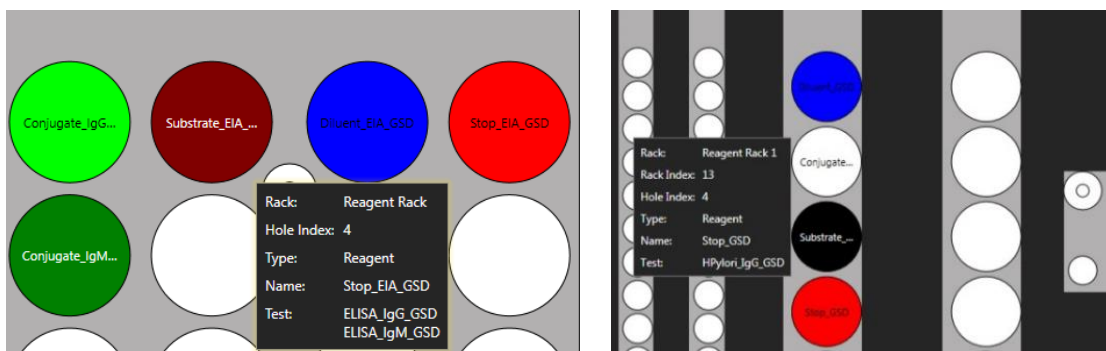 Conjugate_IgG...
Substrate_EIA_...
Diluent_EIA_GSD
Stop_EIA_GSD
Conjugate_IgM...
Rack: Reagent Rack
Hole Index: 4
Type: Reagent
Name: Stop_EIA_GSD
Test: ELISA_IgG_GSD
ELISA_IgM_GSD
Diluent_GSD
Conjugate...
Substrate_...
Stop_GSD
Rack: Reagent Rack 1
Rack Index: 13
Hole Index: 4
Type: Reagent
Name: Stop_GSD
Test: HPylori_IgG_GSD